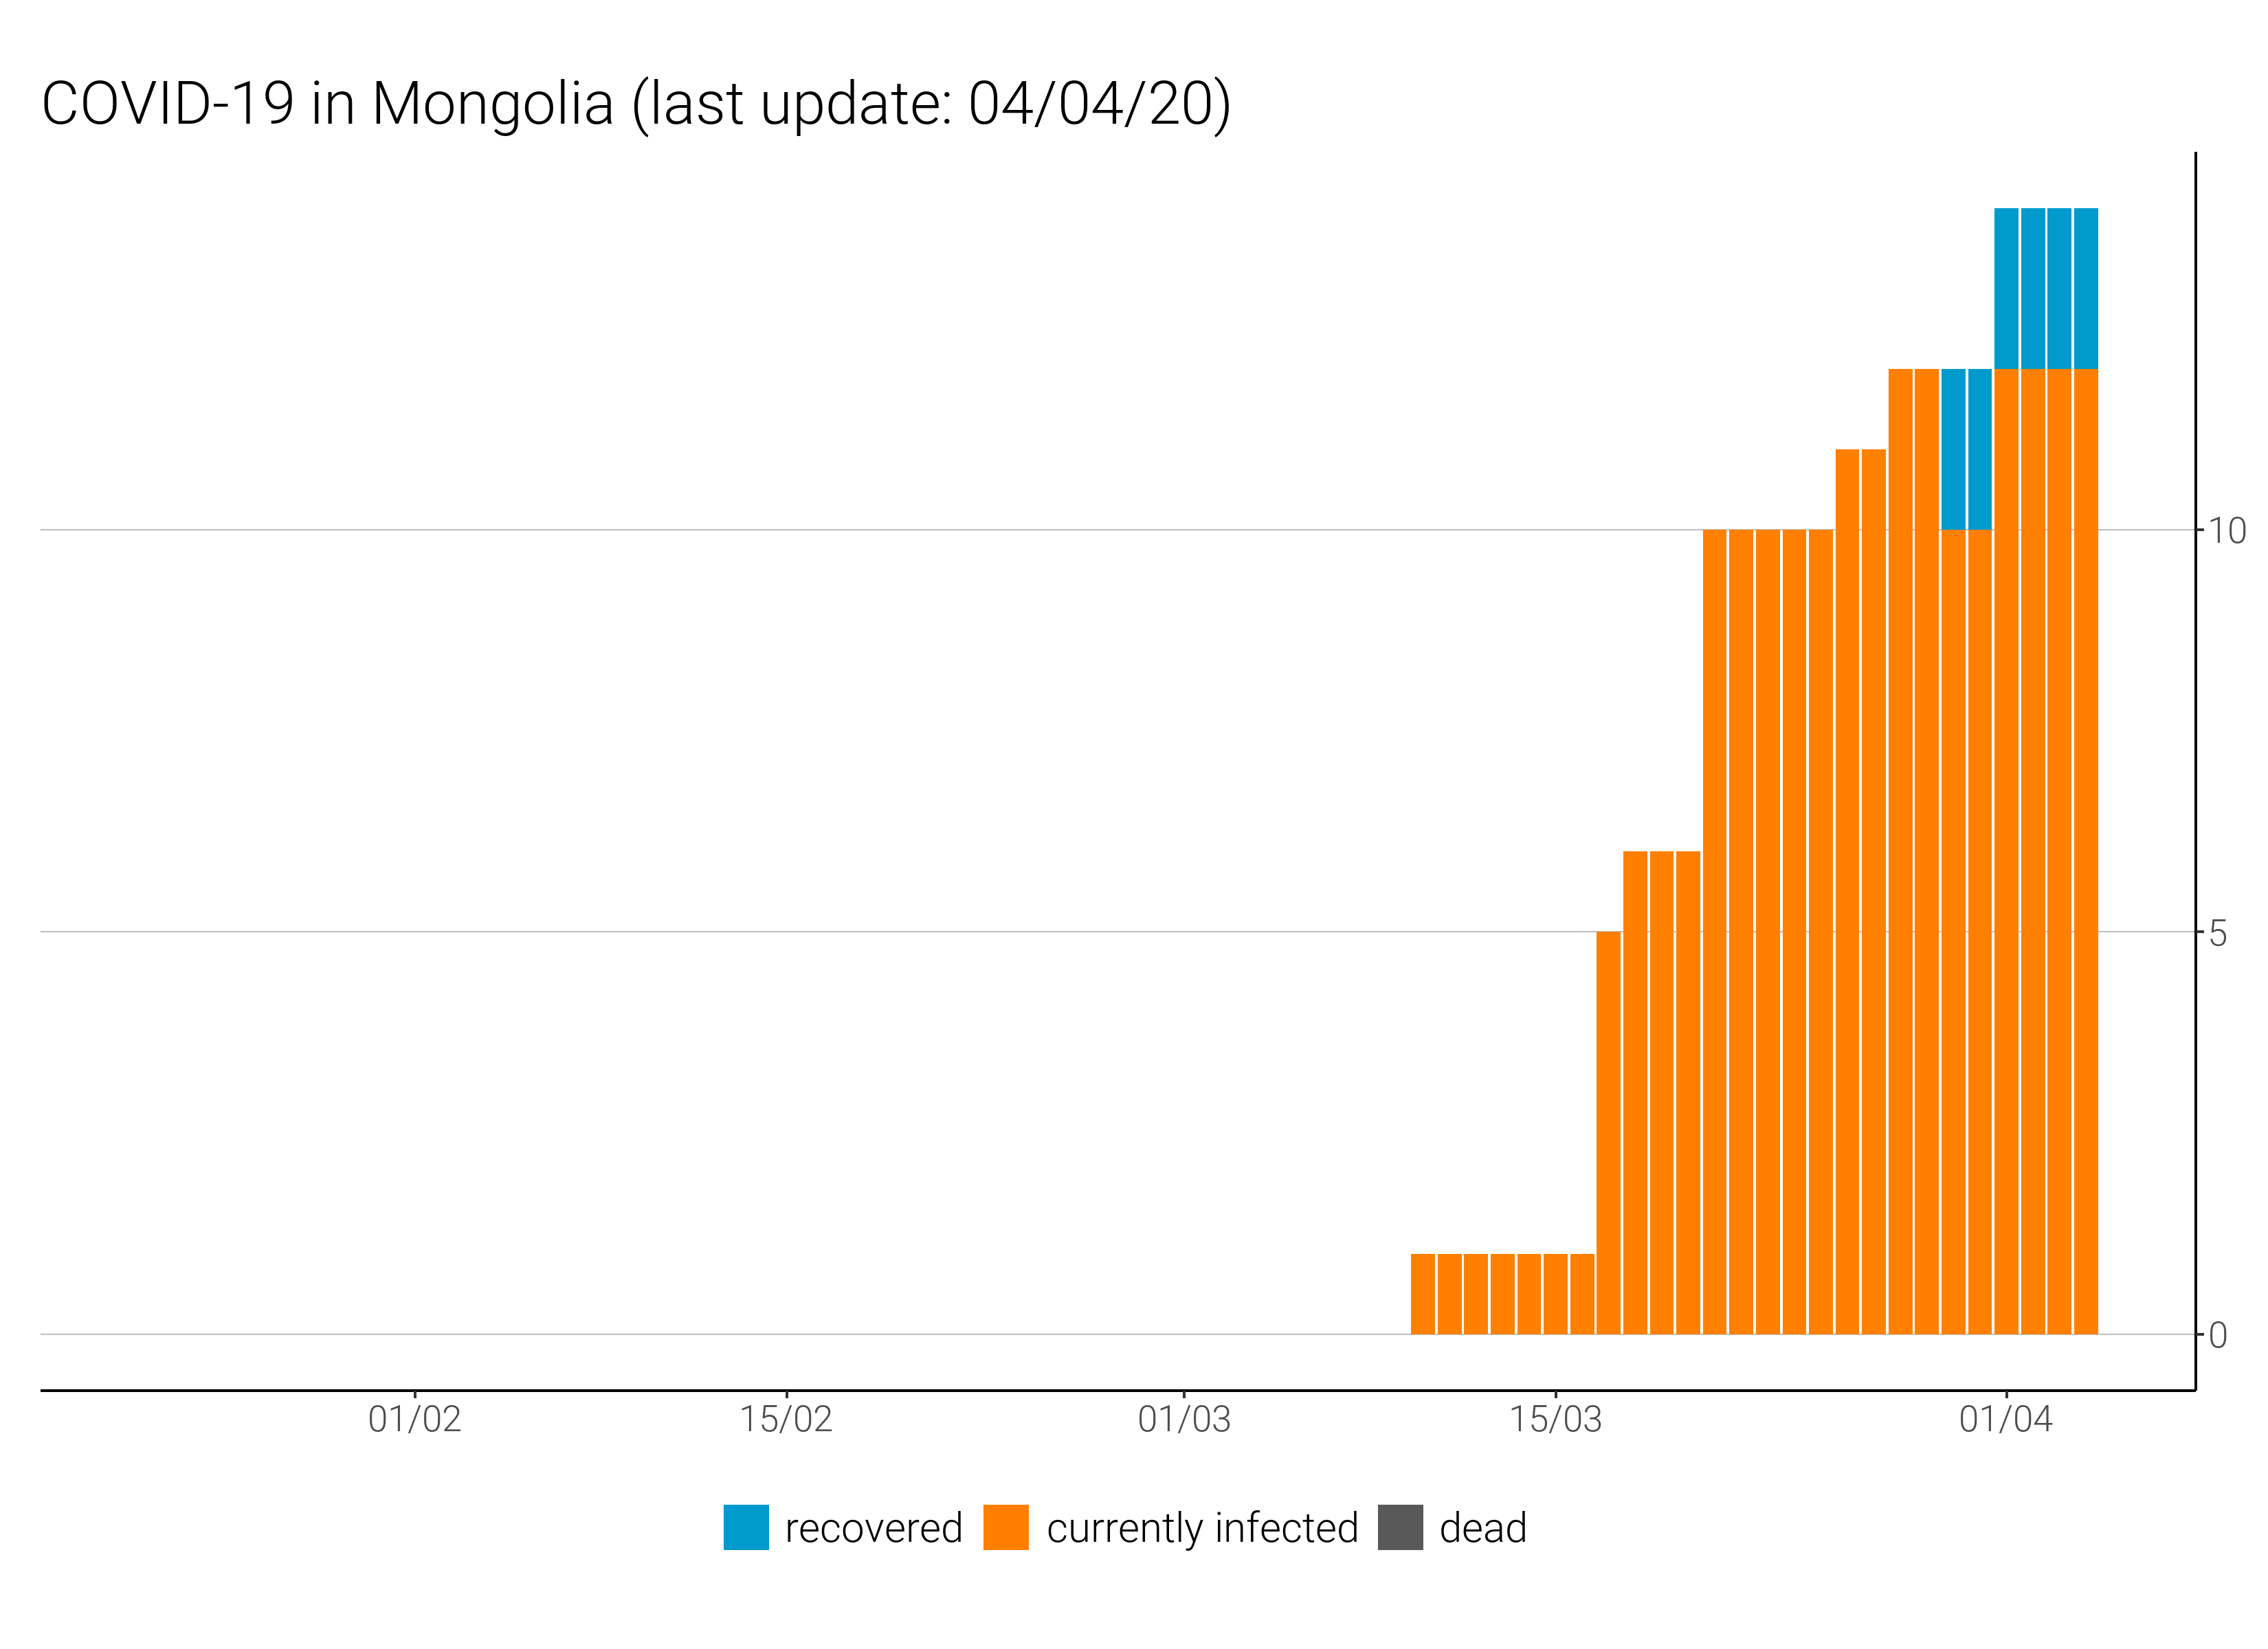 COVID-19 in Mongolia (last update: 04/04/20)
10
5
0
01/02 15/02 01/03 15/03 01/04
recovered currently infected dead